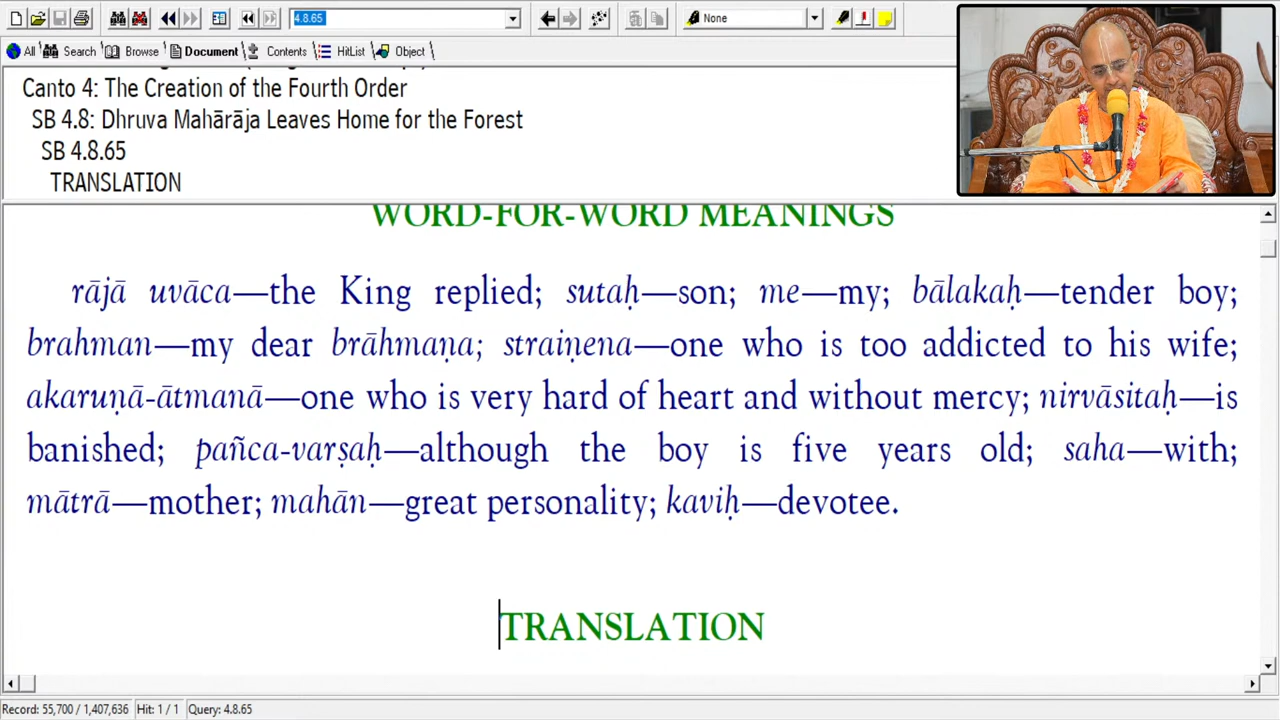 4.8.65
None
All
Search
Browse
Document
Contents
HitList
Object
Canto 4: The Creation of the Fourth Order
SB 4.8: Dhruva Mahārāja Leaves Home for the Forest
SB 4.8.65
TRANSLATION
WORD-FOR-WORD MEANINGS
rājā uvāca—the King replied; sutaḥ—son; me—my; bālakaḥ—tender boy;
brahman—my dear brāhmaṇa; straiṇena—one who is too addicted to his wife;
akaruṇā-ātmanā—one who is very hard of heart and without mercy; nirvāsitaḥ—is
banished; pañca-varṣaḥ—although the boy is five years old; saha—with;
mātrā—mother; mahān—great personality; kaviḥ—devotee.
TRANSLATION
Record: 55,700 / 1,407,636 Hit: 1 / 1 Query: 4.8.65